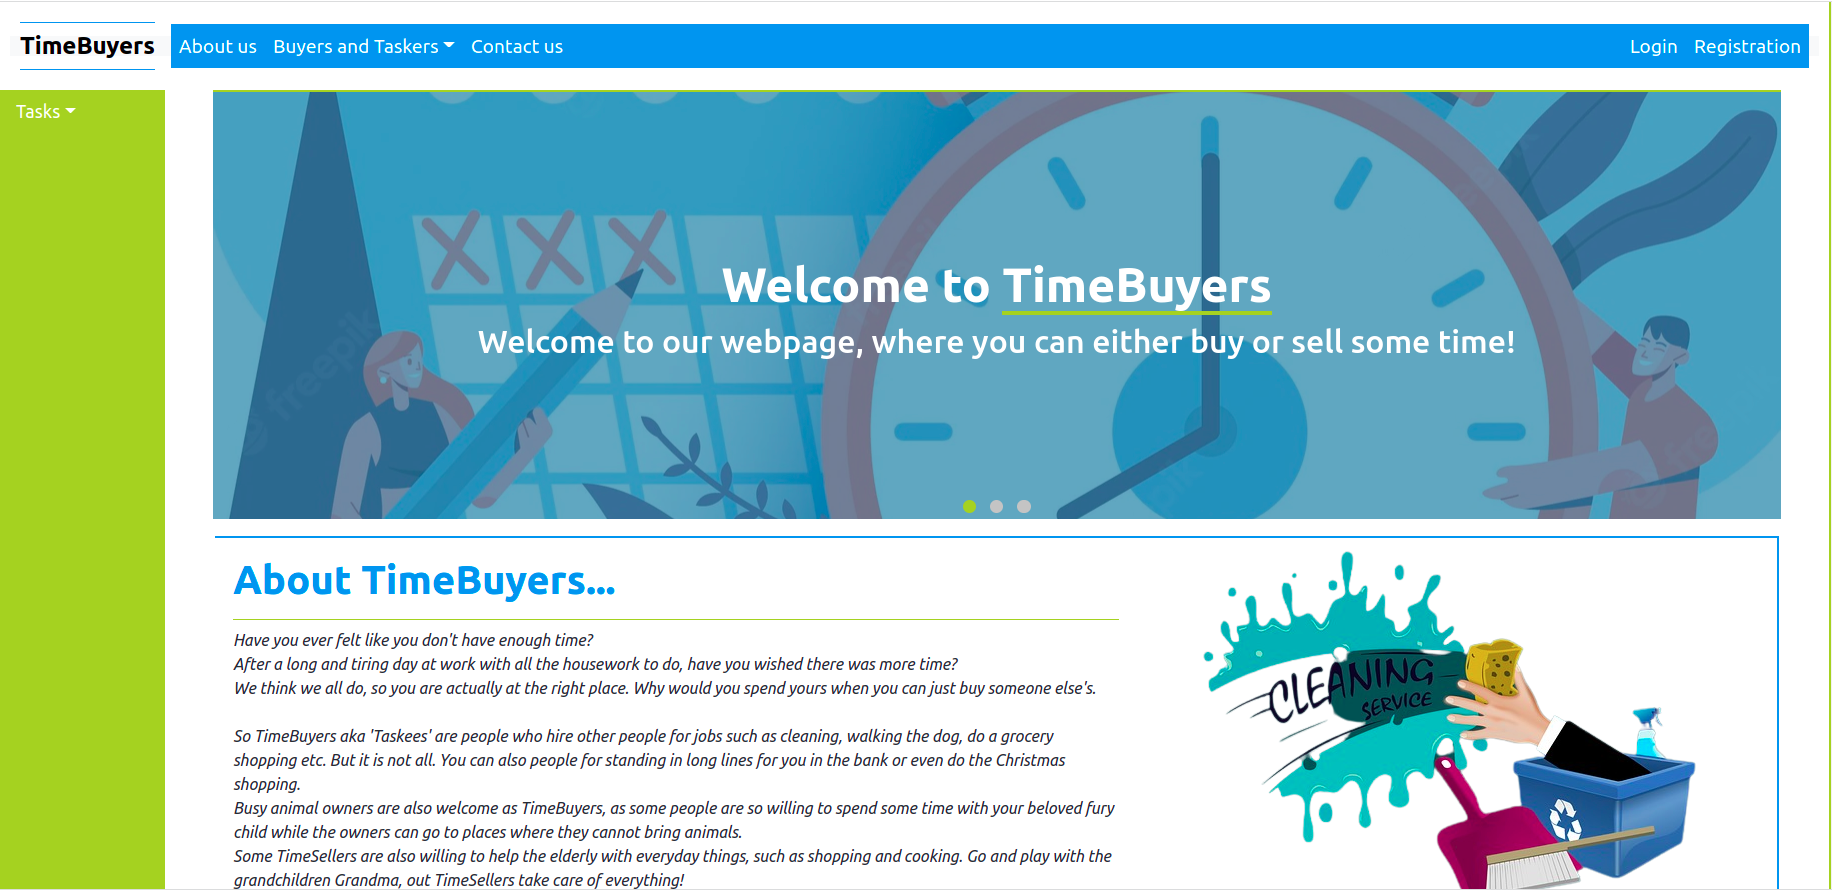 TimeBuyers
About us Buyers and Taskers Contact us Login Registration
Tasks
Welcome to TimeBuyers
Welcome to our webpage, where you can either buy or sell some time!
freepik
About TimeBuyers...
Have you ever felt like you don't have enough time?
After a long and tiring day at work with all the housework to do, have you wished there was more time?
We think we all do, so you are actually at the right place. Why would you spend yours when you can just buy someone else's.
So TimeBuyers aka 'Taskees' are people who hire other people for jobs such as cleaning, walking the dog, do a grocery
shopping etc. But it is not all. You can also people for standing in long lines for you in the bank or even do the Christmas
shopping.
Busy animal owners are also welcome as TimeBuyers, as some people are so willing to spend some time with your beloved fury
child while the owners can go to places where they cannot bring animals.
Some TimeSellers are also willing to help the elderly with everyday things, such as shopping and cooking. Go and play with the
grandchildren Grandma, out TimeSellers take care of everything!
CLEANING
SERVICE